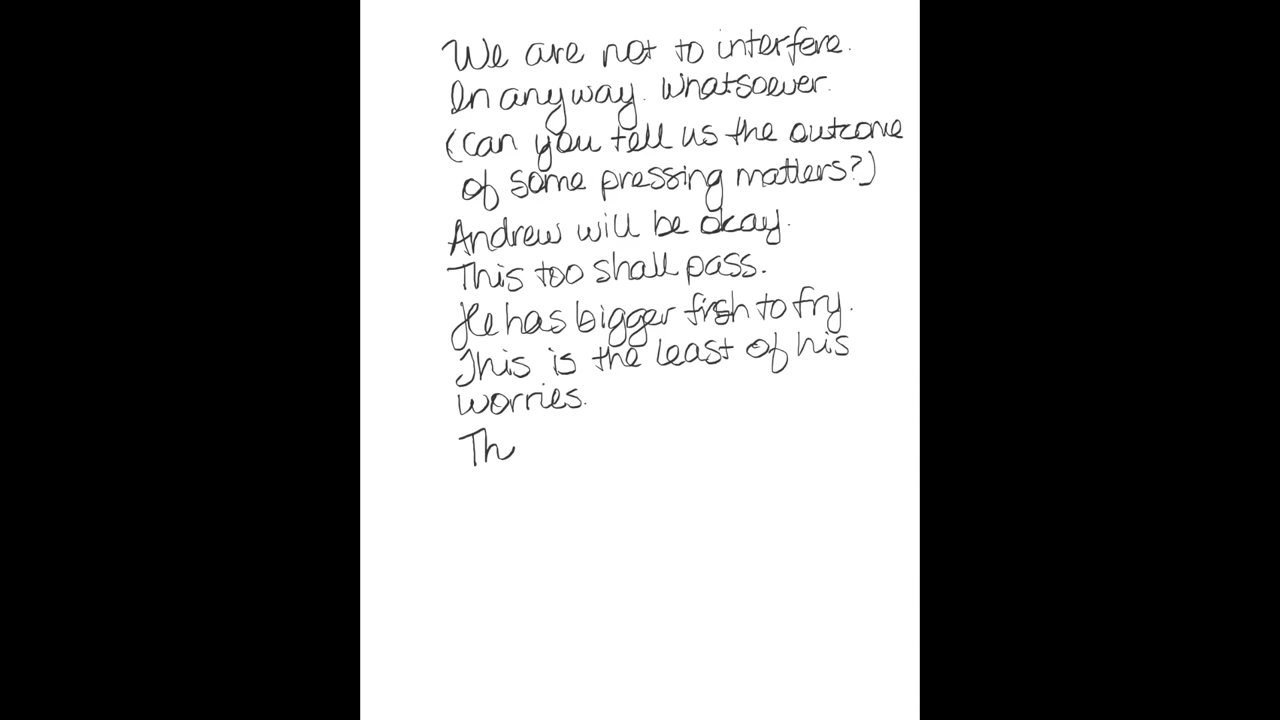 We are not to interfere.
In anyway. Whatsoever.
(Can you tell us the outcome
of some pressing matters?)
Andrew will be okay.
This too shall pass.
He has bigger fish to fry.
This is the least of his
worries.
Th